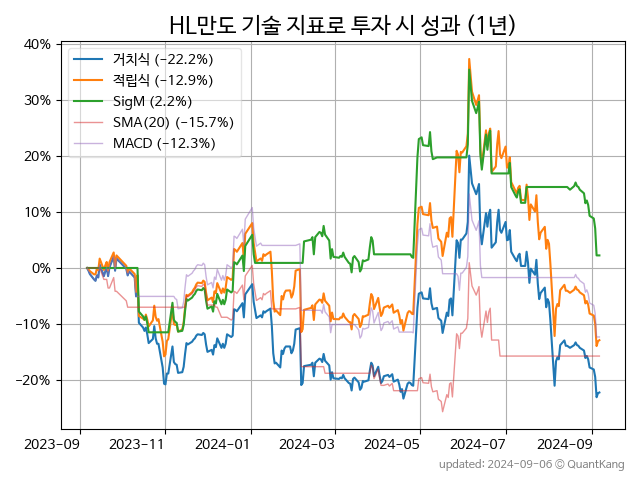 HL만도 기술 지표로 투자 시 성과 (1년)
40%
30%
20%
10%
0%
−10%
−20%
거치식 (−22.2%)
적립식 (−12.9%)
SigM (2.2%)
SMA(20) (−15.7%)
MACD (−12.3%)
2023-09 2023-11 2024-01 2024-03 2024-05 2024-07 2024-09
updated: 2024-09-06 © QuantKang